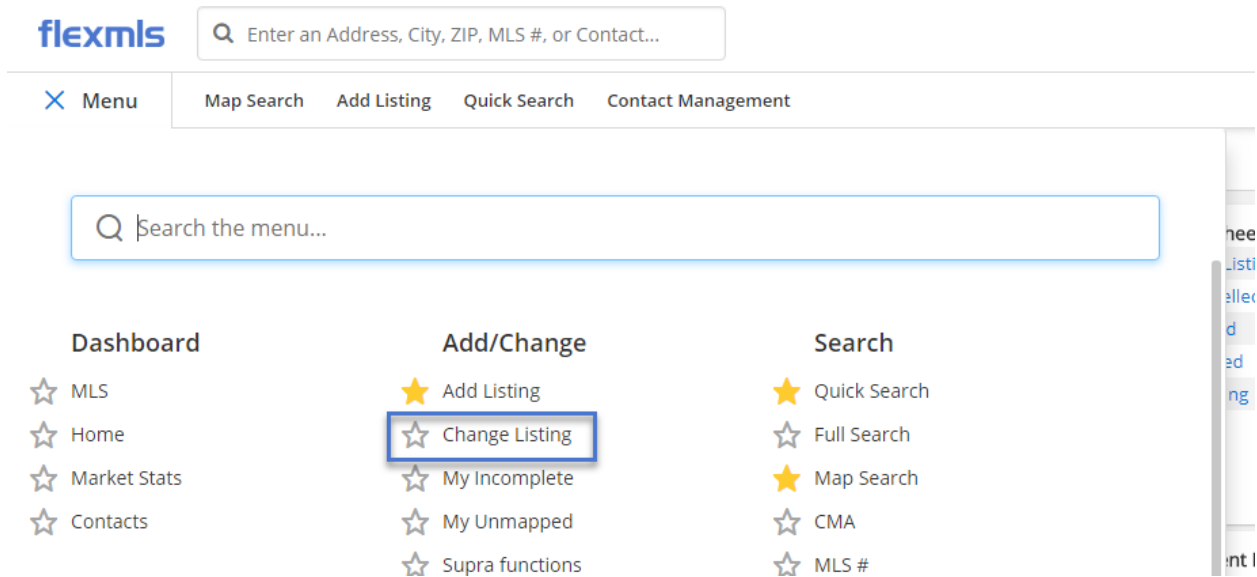 flexmls
Enter an Address, City, ZIP, MLS #, or Contact...
Menu Map Search Add Listing Quick Search Contact Management
Search the menu...
Dashboard Add/Change Search
MLS Add Listing Quick Search
Home Change Listing Full Search
Market Stats My Incomplete Map Search
Contacts My Unmapped CMA
Supra functions MLS #